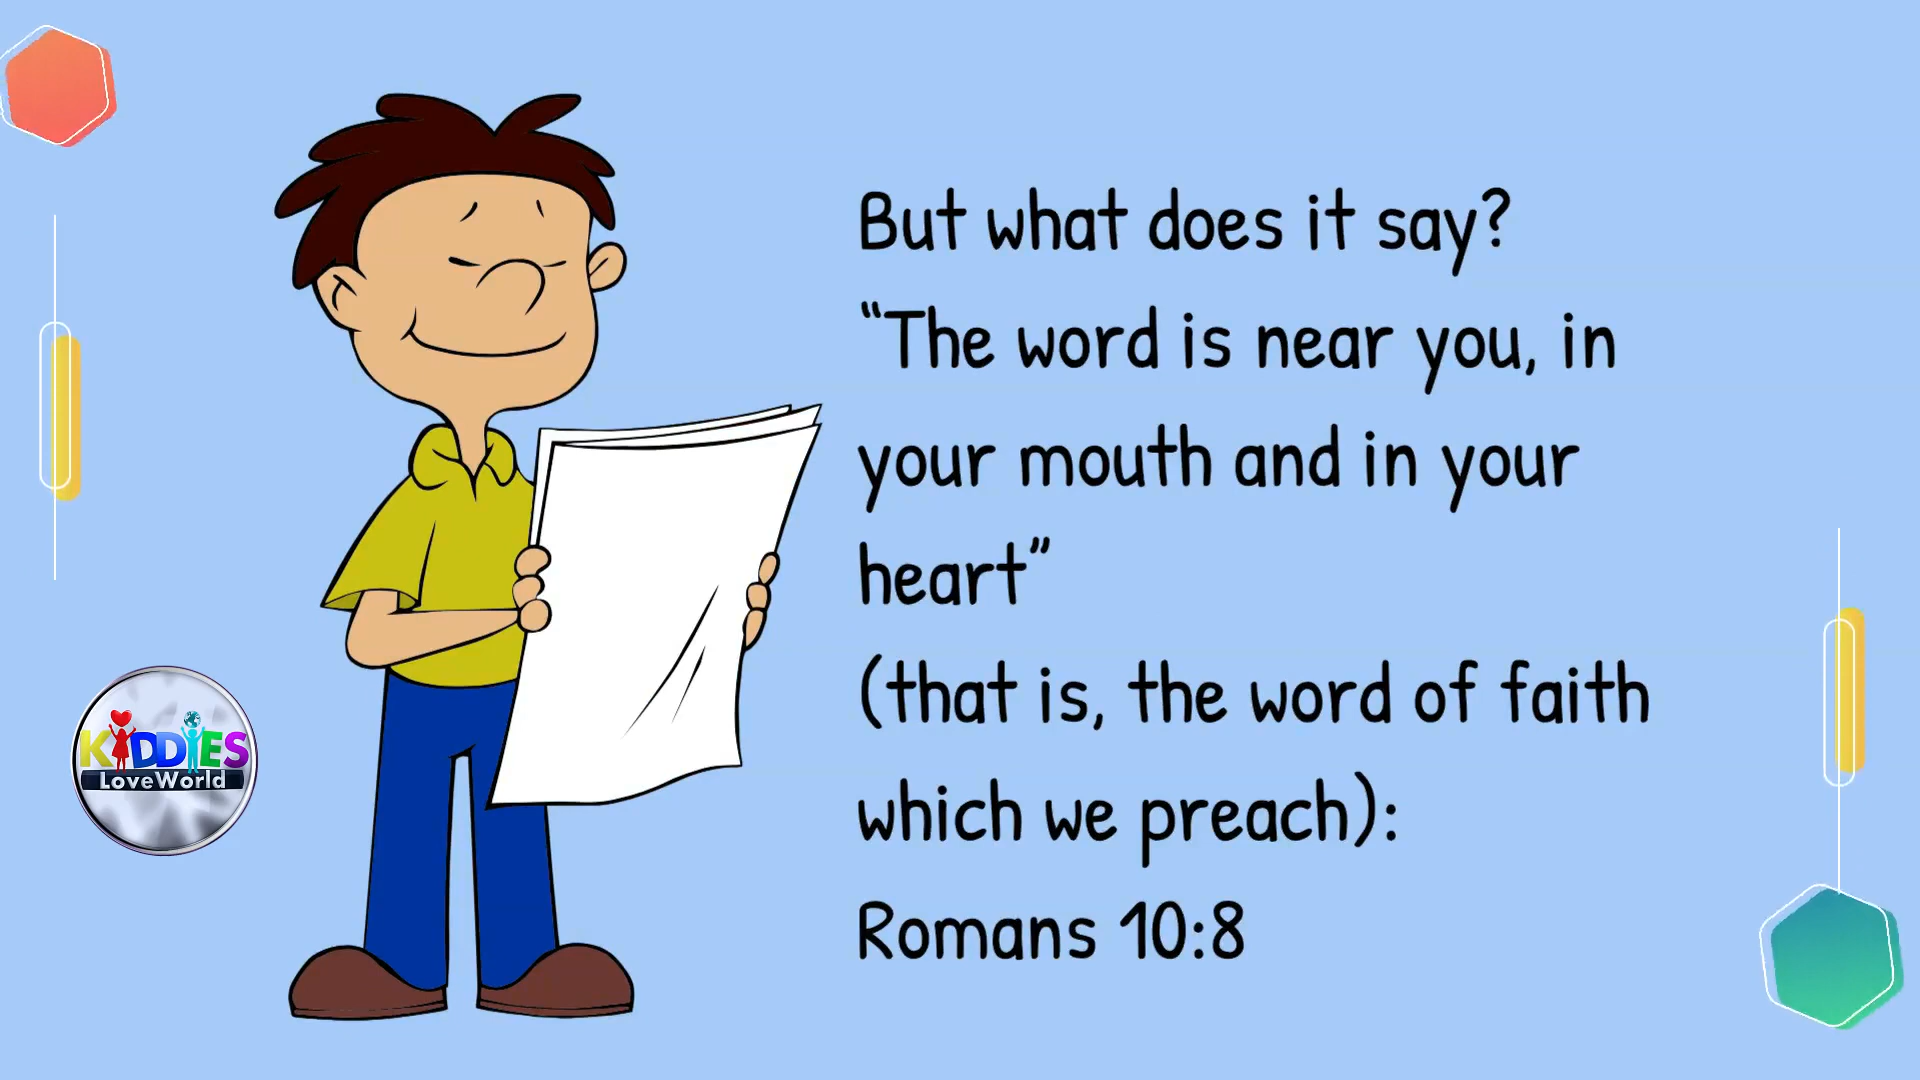 But what does it say?
“The word is near you, in
your mouth and in your
heart”
(that is, the word of faith
which we preach):
Romans 10:8
KIDDIES
LoveWorld